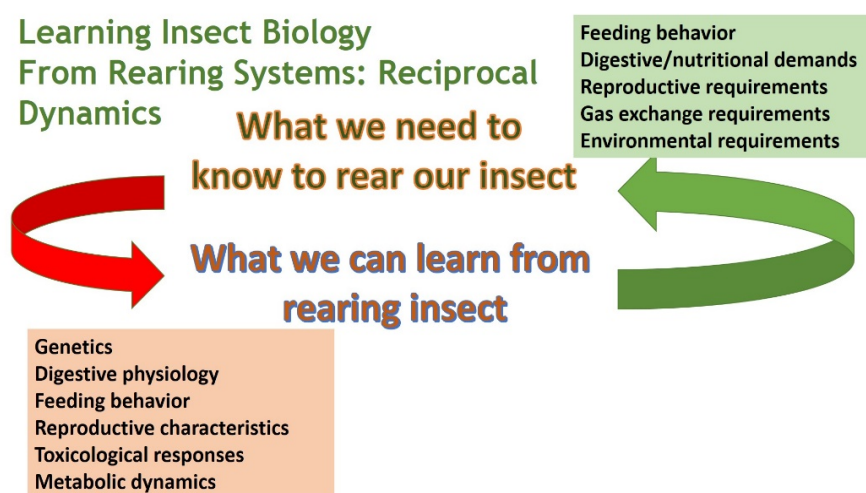 Learning Insect Biology
From Rearing Systems: Reciprocal
Dynamics
What we need to
know to rear our insect
Feeding behavior
Digestive/nutritional demands
Reproductive requirements
Gas exchange requirements
Environmental requirements
What we can learn from
rearing insect
Genetics
Digestive physiology
Feeding behavior
Reproductive characteristics
Toxicological responses
Metabolic dynamics